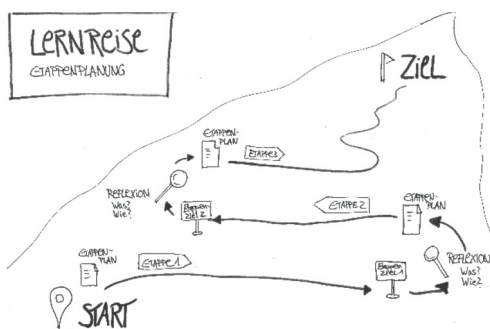 LERNREISE
ETAPPENPLANUNG
ZIEL
ETAPPEN-
PLAN
ETAPPE 3
REFLEXION
Was?
Wie?
ETAPPEN-
ZIEL 2
ETAPPE 2
ETAPPEN-
PLAN
ETAPPEN-
PLAN
ETAPPE 1
ETAPPEN-
ZIEL 1
REFLEXION
Was?
Wie?
START